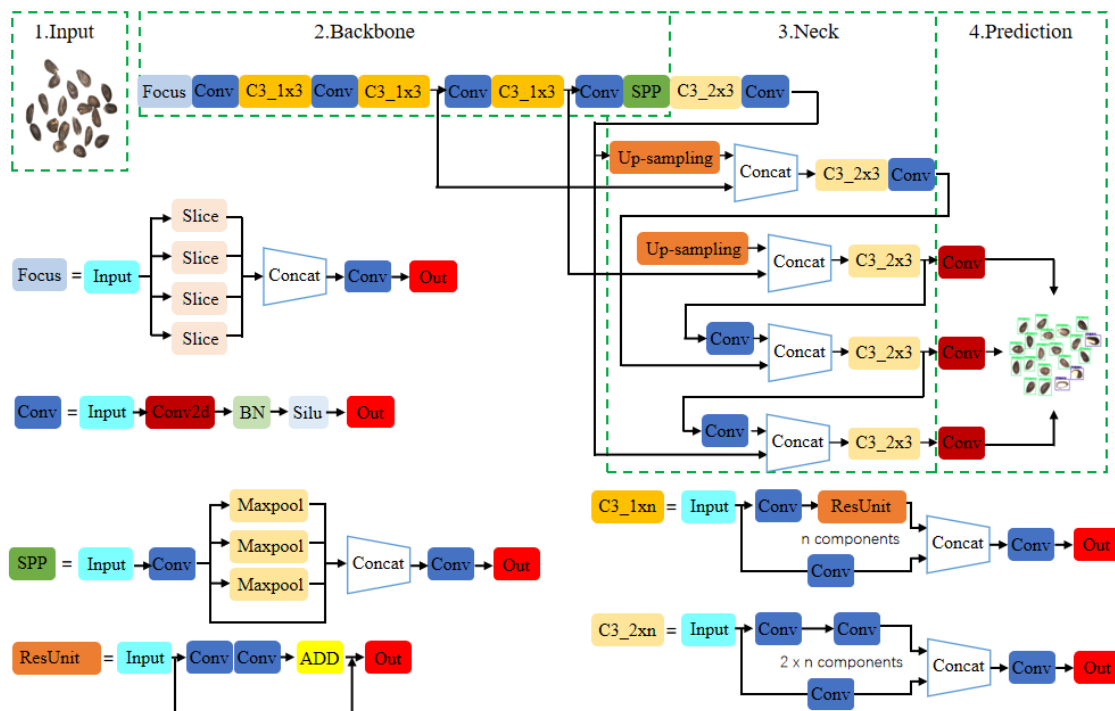 1.Input
2.Backbone
3.Neck
4.Prediction
Focus Conv C3_1x3 Conv C3_1x3 Conv C3_1x3 Conv SPP C3_2x3 Conv
Up-sampling Concat C3_2x3 Conv
Up-sampling Concat C3_2x3 Conv
Conv Concat C3_2x3 Conv
Conv Concat C3_2x3 Conv
Slice
Slice
Focus = Input Concat Conv Out
Slice
Slice
Conv = Input Conv2d BN Silu Out
Maxpool
Maxpool
SPP = Input Conv Concat Conv Out
Maxpool
ResUnit = Input Conv Conv ADD Out
C3_1xn = Input Conv ResUnit
n components
Concat Conv Out
Conv
C3_2xn = Input Conv Conv
2 x n components
Concat Conv Out
Conv